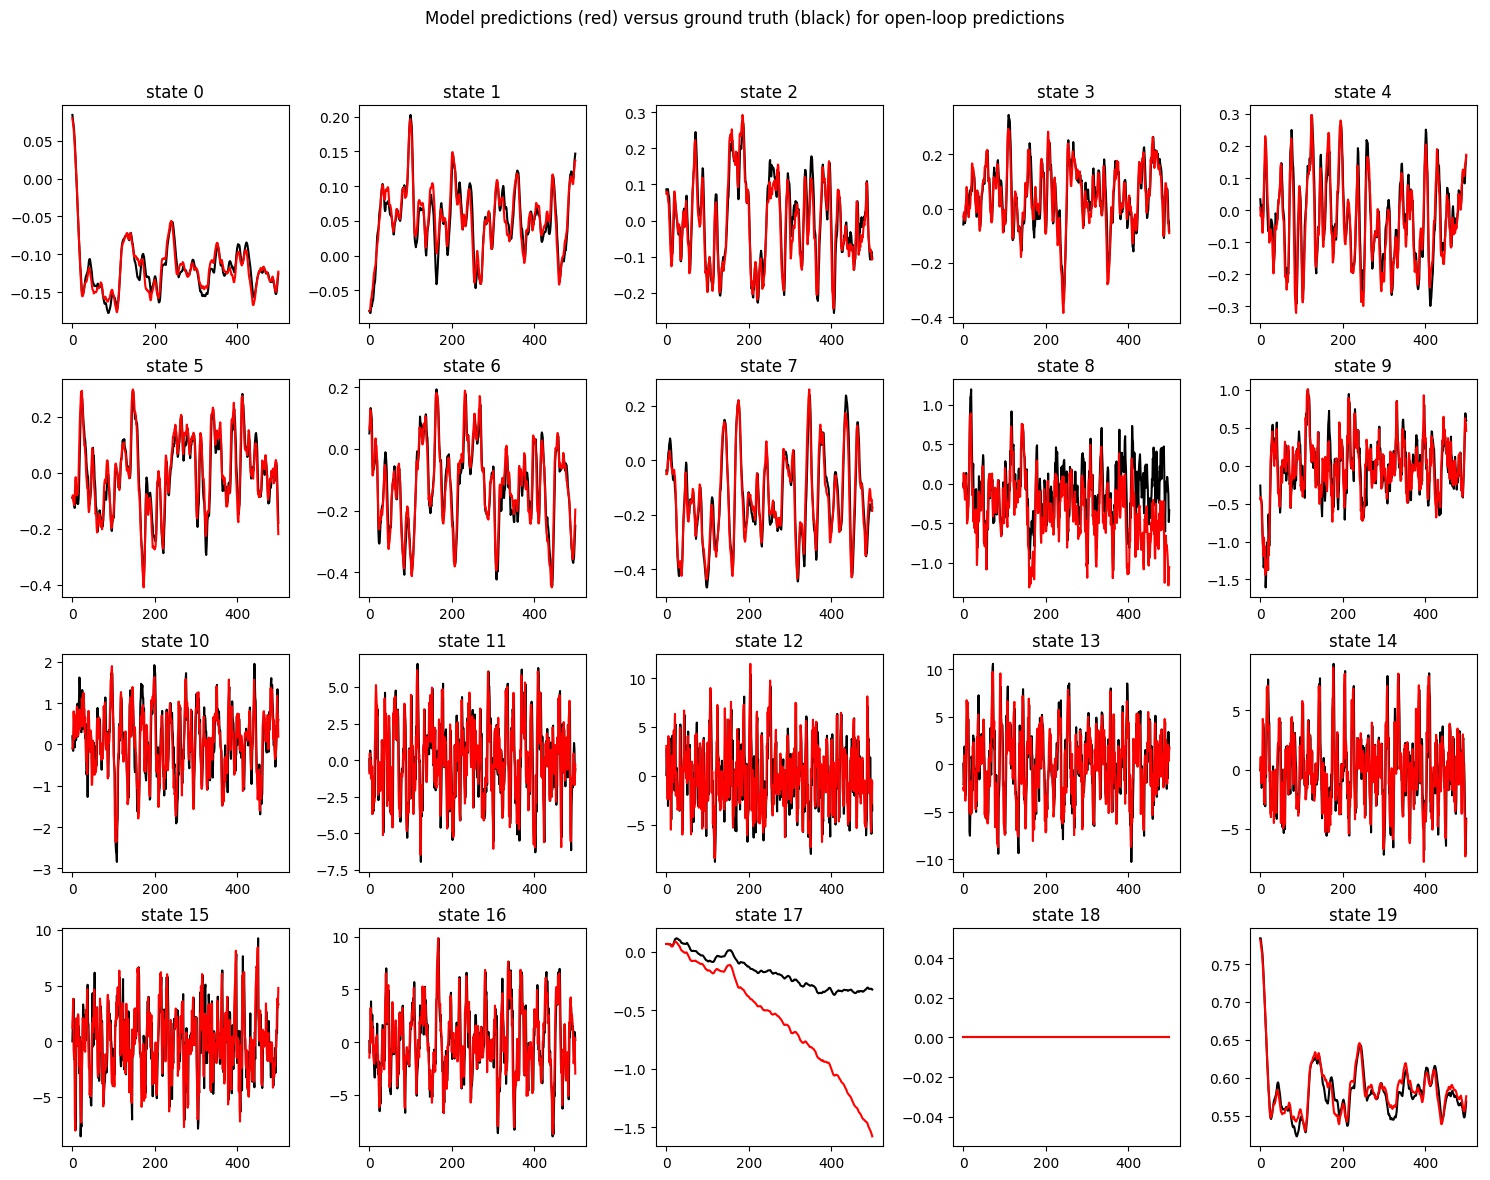 Model predictions (red) versus ground truth (black) for open-loop predictions
state 0 state 1 state 2 state 3 state 4
0.05 0.00 −0.05 −0.10 −0.15
0.20 0.15 0.10 0.05 0.00 −0.05
0.3 0.2 0.1 0.0 −0.1 −0.2
0.2 0.0 −0.2 −0.4
0.3 0.2 0.1 0.0 −0.1 −0.2 −0.3
0 200 400 0 200 400 0 200 400 0 200 400 0 200 400
state 5 state 6 state 7 state 8 state 9
0.2 0.0 −0.2 −0.4
0.2 0.0 −0.2 −0.4
0.2 0.0 −0.2 −0.4
1.0 0.5 0.0 −0.5 −1.0
1.0 0.5 0.0 −0.5 −1.0 −1.5
0 200 400 0 200 400 0 200 400 0 200 400 0 200 400
state 10 state 11 state 12 state 13 state 14
2 1 0 −1 −2 −3
5.0 2.5 0.0 −2.5 −5.0 −7.5
10 5 0 −5
10 5 0 −5 −10
5 0 −5
0 200 400 0 200 400 0 200 400 0 200 400 0 200 400
state 15 state 16 state 17 state 18 state 19
10 5 0 −5
10 5 0 −5
0.0 −0.5 −1.0 −1.5
0.04 0.02 0.00 −0.02 −0.04
0.75 0.70 0.65 0.60 0.55
0 200 400 0 200 400 0 200 400 0 200 400 0 200 400